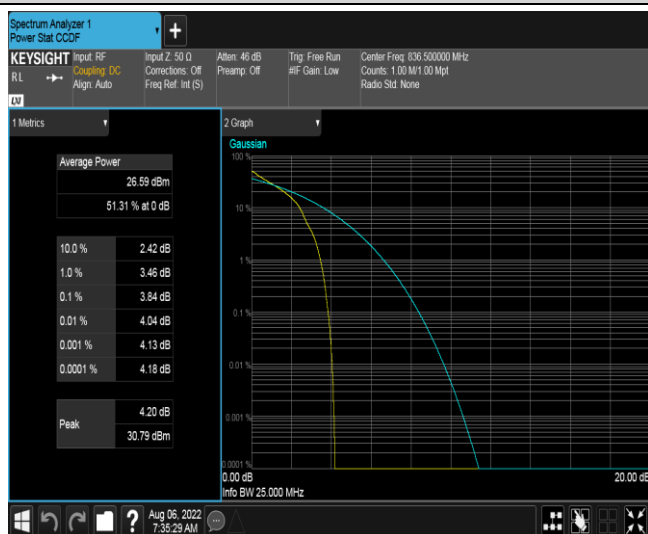 Spectrum Analyzer 1
Power Stat CCDF
+
KEYSIGHT
RL
LXI
Input: RF
Coupling: DC
Align: Auto
Input Z: 50 Ω
Corrections: Off
Freq Ref: Int (S)
Atten: 46 dB
Preamp: Off
Trig: Free Run
#IF Gain: Low
Center Freq: 836.500000 MHz
Counts: 1.00 M/1.00 Mpt
Radio Std: None
1 Metrics
Average Power
26.59 dBm
51.31 % at 0 dB
10.0 % 2.42 dB
1.0 % 3.46 dB
0.1 % 3.84 dB
0.01 % 4.04 dB
0.001 % 4.13 dB
0.0001 % 4.18 dB
Peak
4.20 dB
30.79 dBm
2 Graph
Gaussian
100 %
10 %
1 %
0.1 %
0.01 %
0.001 %
0.0001 %
0.00 dB
20.00 dB
Info BW 25.000 MHz
?
Aug 06, 2022
7:35:29 AM